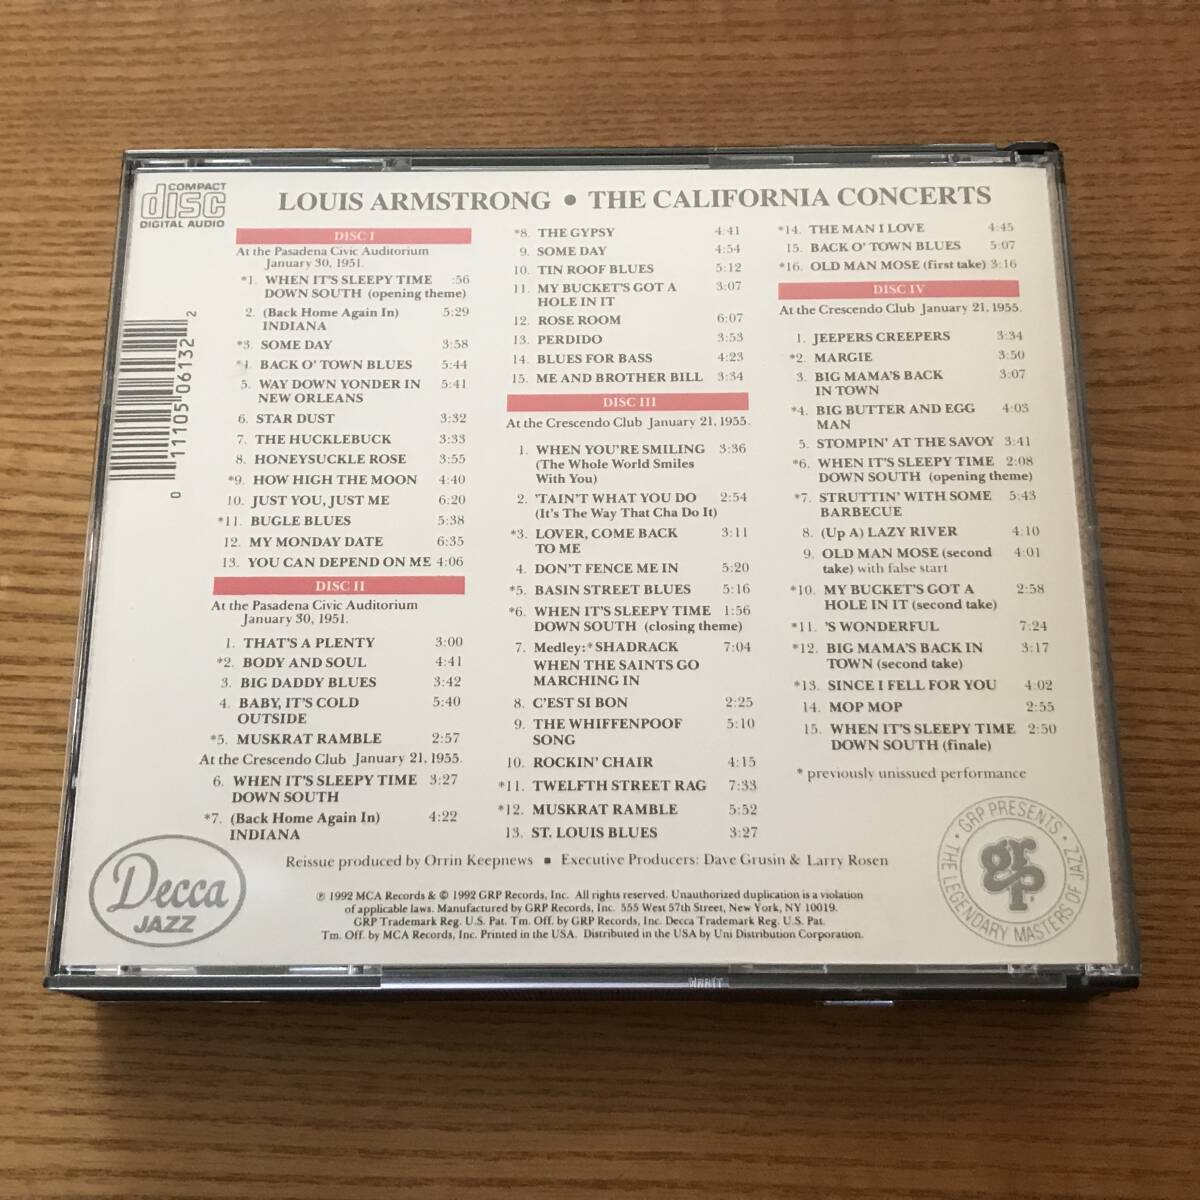 COMPACT
disc
DIGITAL AUDIO
LOUIS ARMSTRONG • THE CALIFORNIA CONCERTS
DISC I
At the Pasadena Civic Auditorium
January 30, 1951.
*1. WHEN IT'S SLEEPY TIME :56
DOWN SOUTH (opening theme)
2. (Back Home Again In) 5:29
INDIANA
*3. SOME DAY 3:58
*4. BACK O' TOWN BLUES 5:44
5. WAY DOWN YONDER IN 5:41
NEW ORLEANS
6. STAR DUST 3:32
7. THE HUCKLEBUCK 3:33
8. HONEYSUCKLE ROSE 3:55
*9. HOW HIGH THE MOON 4:40
10. JUST YOU, JUST ME 6:20
*11. BUGLE BLUES 5:38
12. MY MONDAY DATE 6:35
13. YOU CAN DEPEND ON ME 4:06
DISC II
At the Pasadena Civic Auditorium
January 30, 1951.
1. THAT'S A PLENTY 3:00
*2. BODY AND SOUL 4:41
3. BIG DADDY BLUES 3:42
4. BABY, IT'S COLD 5:40
OUTSIDE
*5. MUSKRAT RAMBLE 2:57
At the Crescendo Club January 21, 1955.
6. WHEN IT'S SLEEPY TIME 3:27
DOWN SOUTH
*7. (Back Home Again In) 4:22
INDIANA
*8. THE GYPSY 4:41
9. SOME DAY 4:54
10. TIN ROOF BLUES 5:12
11. MY BUCKET'S GOT A 3:07
HOLE IN IT
12. ROSE ROOM 6:07
13. PERDIDO 3:53
14. BLUES FOR BASS 4:23
15. ME AND BROTHER BILL 3:34
DISC III
At the Crescendo Club January 21, 1955.
1. WHEN YOU'RE SMILING 3:36
(The Whole World Smiles
With You)
2. 'TAIN'T WHAT YOU DO 2:54
(It's The Way That Cha Do It)
*3. LOVER, COME BACK 3:11
TO ME
4. DON'T FENCE ME IN 5:20
*5. BASIN STREET BLUES 5:16
*6. WHEN IT'S SLEEPY TIME 1:56
DOWN SOUTH (closing theme)
7. Medley:*SHADRACK 7:04
WHEN THE SAINTS GO
MARCHING IN
8. C'EST SI BON 2:25
9. THE WHIFFENPOOF 5:10
SONG
10. ROCKIN' CHAIR 4:15
*11. TWELFTH STREET RAG 7:33
*12. MUSKRAT RAMBLE 5:52
13. ST. LOUIS BLUES 3:27
*14. THE MAN I LOVE 4:45
15. BACK O' TOWN BLUES 5:07
*16. OLD MAN MOSE (first take) 3:16
DISC IV
At the Crescendo Club January 21, 1955.
1. JEEPERS CREEPERS 3:34
*2. MARGIE 3:50
3. BIG MAMA'S BACK 3:07
IN TOWN
*4. BIG BUTTER AND EGG 4:03
MAN
5. STOMPIN' AT THE SAVOY 3:41
*6. WHEN IT'S SLEEPY TIME 2:08
DOWN SOUTH (opening theme)
*7. STRUTTIN' WITH SOME 5:43
BARBECUE
8. (Up A) LAZY RIVER 4:10
9. OLD MAN MOSE (second 4:01
take) with false start
*10. MY BUCKET'S GOT A 2:58
HOLE IN IT (second take)
*11. 'S WONDERFUL 7:24
*12. BIG MAMA'S BACK IN 3:17
TOWN (second take)
*13. SINCE I FELL FOR YOU 4:02
14. MOP MOP 2:55
15. WHEN IT'S SLEEPY TIME 2:50
DOWN SOUTH (finale)
* previously unissued performance
0 11105 06132 2
Reissue produced by Orrin Keepnews ■ Executive Producers: Dave Grusin & Larry Rosen
℗ 1992 MCA Records & © 1992 GRP Records, Inc. All rights reserved. Unauthorized duplication is a violation
of applicable laws. Manufactured by GRP Records, Inc. 555 West 57th Street, New York, NY 10019.
GRP Trademark Reg. U.S. Pat. Tm. Off. by GRP Records, Inc. Decca Trademark Reg. U.S. Pat.
Tm. Off. by MCA Records, Inc. Printed in the USA. Distributed in the USA by Uni Distribution Corporation.
Decca
JAZZ
GRP PRESENTS
THE LEGENDARY MASTERS OF JAZZ
grp